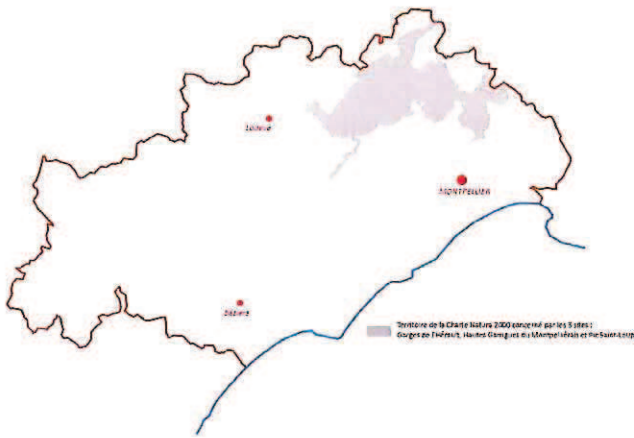 Lodève
MONTPELLIER
Béziers
Territoire de la Charte Natura 2000 concerné par les 3 sites :
Gorges de l'Hérault, Hautes Garrigues du Montpelliérais et Pic Saint-Loup